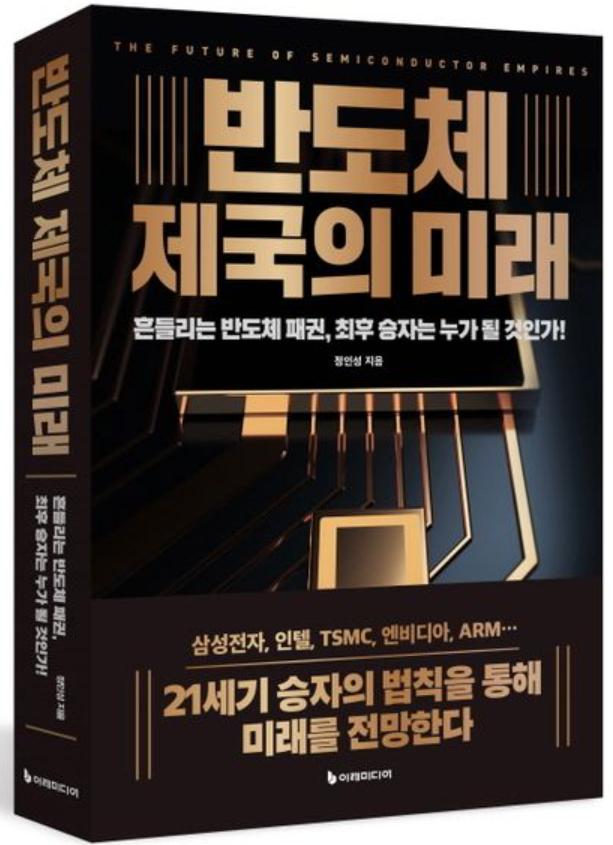 THE FUTURE OF SEMICONDUCTOR EMPIRES
반도체
제국의 미래
흔들리는 반도체 패권, 최후 승자는 누가 될 것인가!
정인성 지음
삼성전자, 인텔, TSMC, 엔비디아, ARM…
21세기 승자의 법칙을 통해
미래를 전망한다
이레미디어
반도체 제국의 미래
흔들리는 반도체 패권,
최후 승자는 누가 될 것인가!
정인성 지음
이레미디어